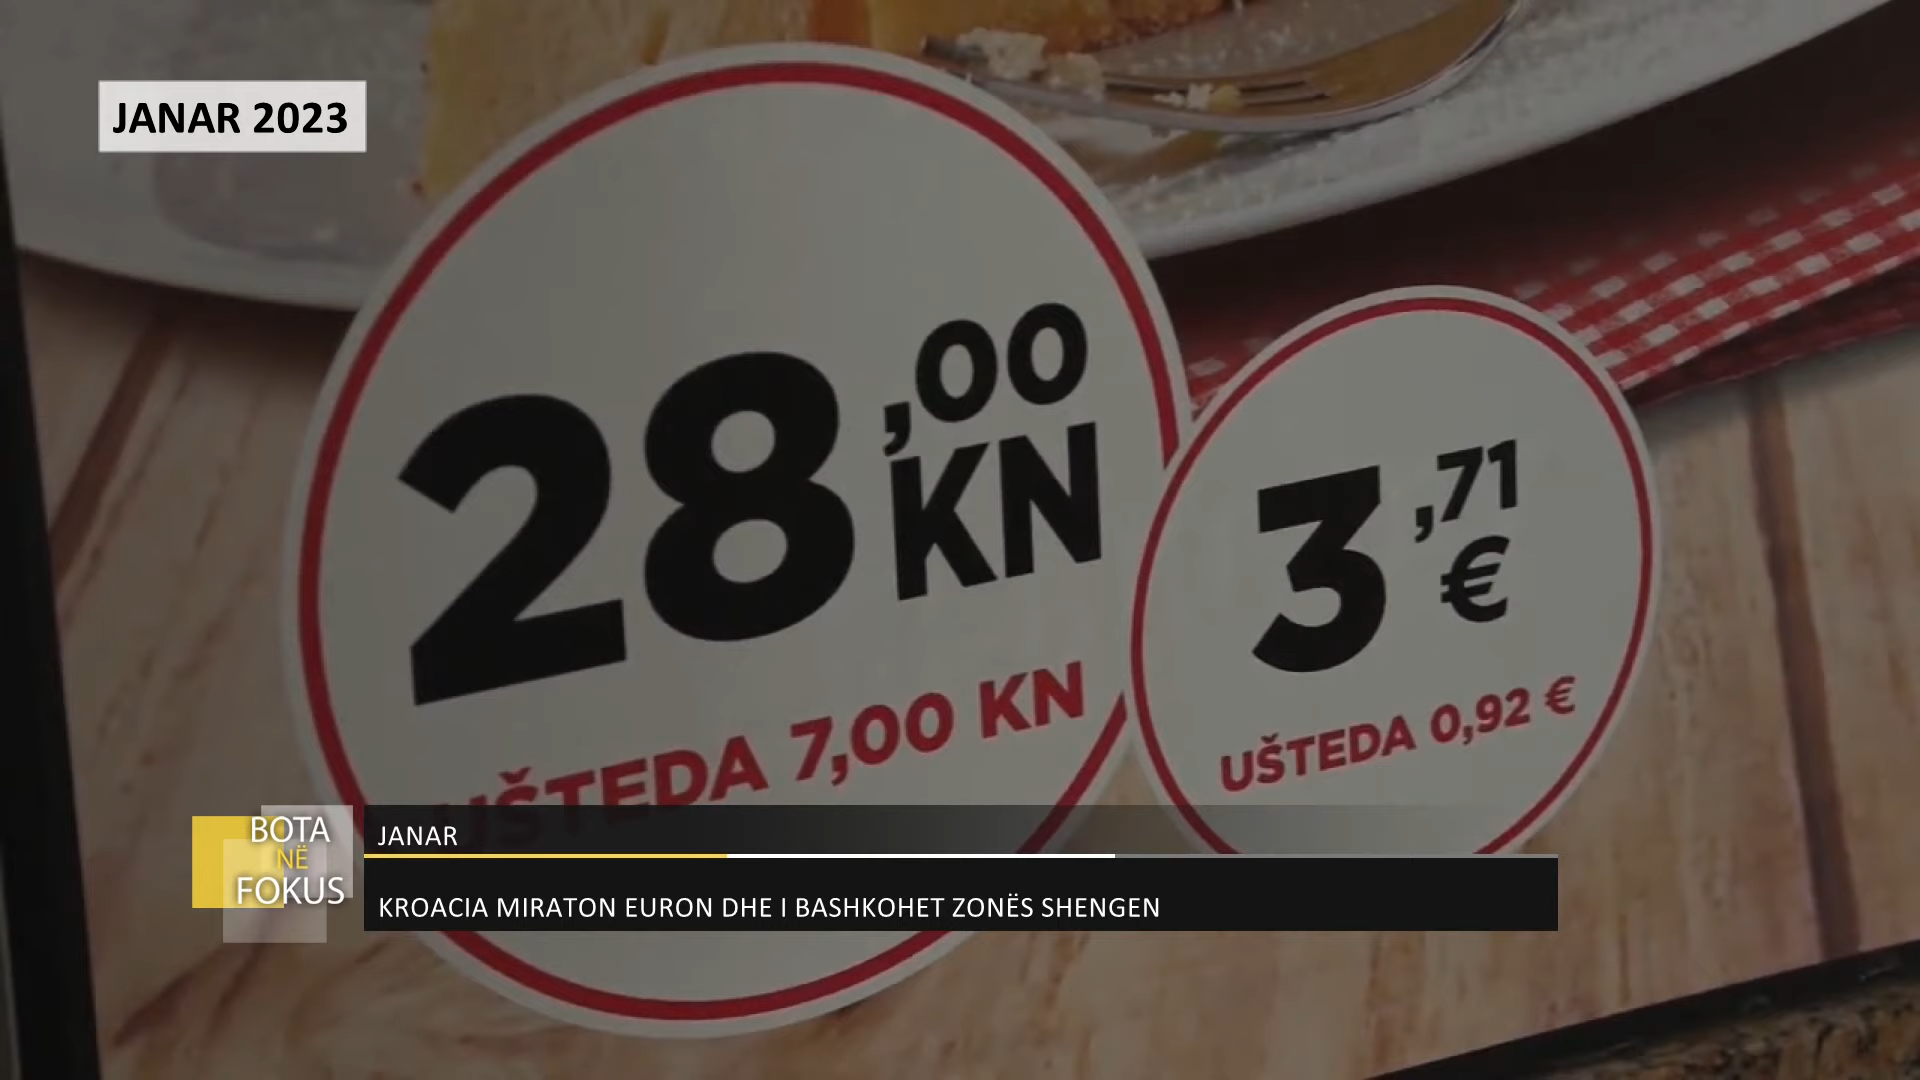 JANAR 2023
28,00
KN
UŠTEDA 7,00 KN
3,71
€
UŠTEDA 0,92 €
BOTA
NË
FOKUS
JANAR
KROACIA MIRATON EURON DHE I BASHKOHET ZONËS SHENGEN